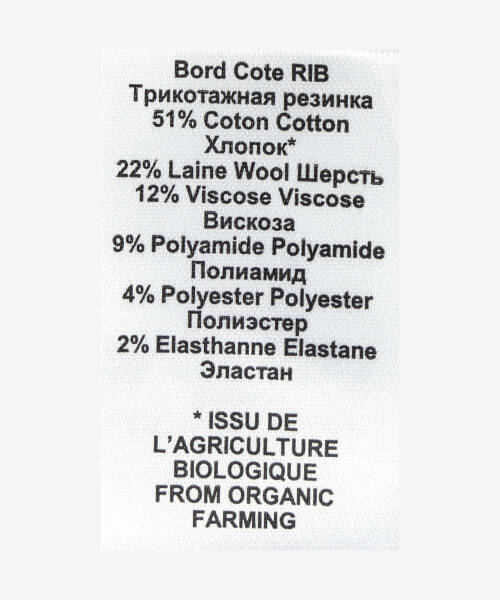 Bord Cote RIB
Трикотажная резинка
51% Coton Cotton
Хлопок*
22% Laine Wool Шерсть
12% Viscose Viscose
Вискоза
9% Polyamide Polyamide
Полиамид
4% Polyester Polyester
Полиэстер
2% Elasthanne Elastane
Эластан
* ISSU DE
L'AGRICULTURE
BIOLOGIQUE
FROM ORGANIC
FARMING